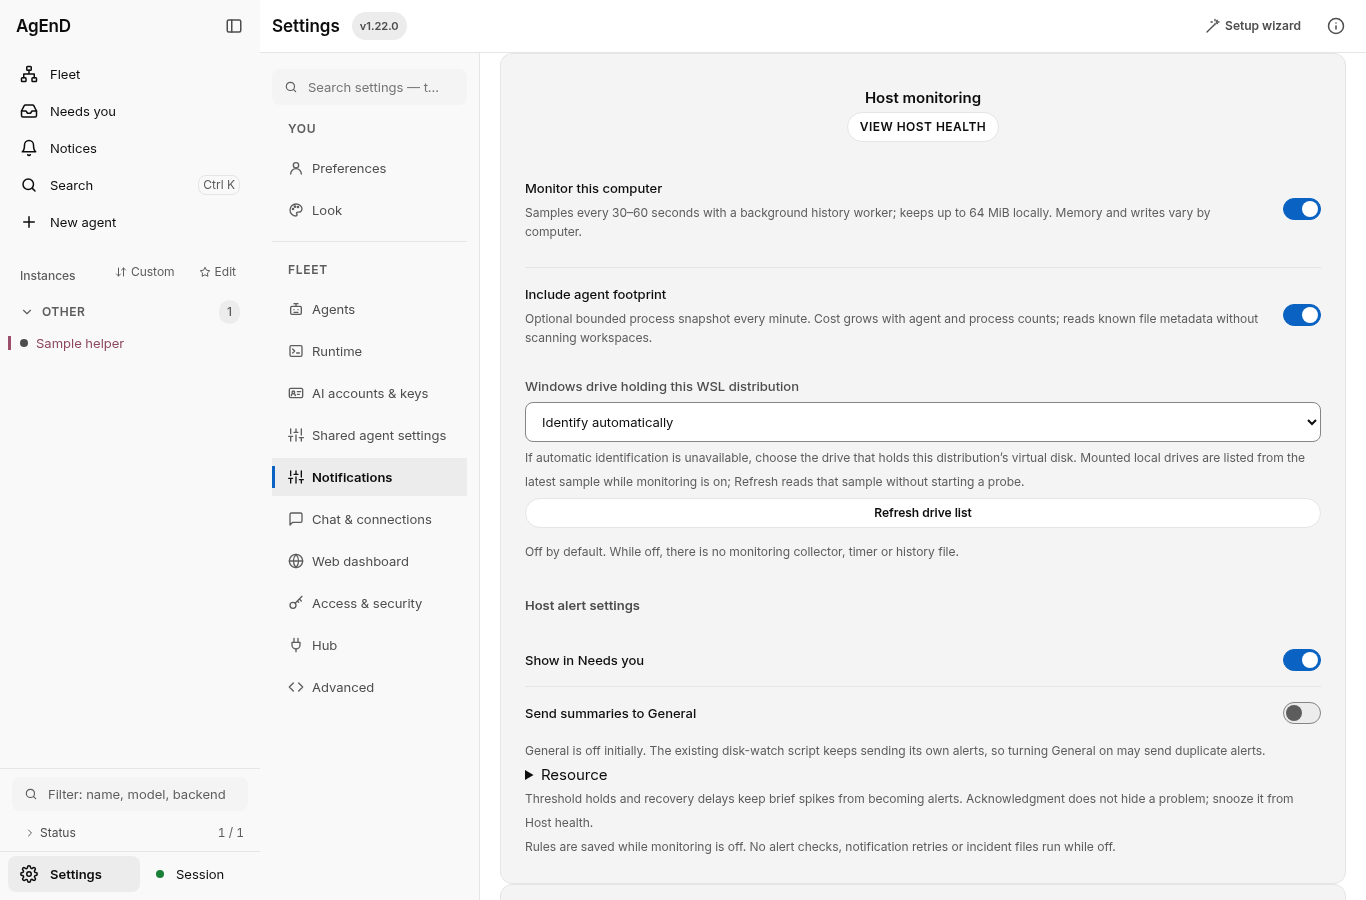 AgEnD
Fleet
Needs you
Notices
Search
Ctrl K
New agent
Instances
Custom
Edit
OTHER
1
Sample helper
Filter: name, model, backend
Status
1 / 1
Settings
Session
Settings
v1.22.0
Setup wizard
Search settings — t...
YOU
Preferences
Look
FLEET
Agents
Runtime
AI accounts & keys
Shared agent settings
Notifications
Chat & connections
Web dashboard
Access & security
Hub
Advanced
Host monitoring
VIEW HOST HEALTH
Monitor this computer
Samples every 30–60 seconds with a background history worker; keeps up to 64 MiB locally. Memory and writes vary by
computer.
Include agent footprint
Optional bounded process snapshot every minute. Cost grows with agent and process counts; reads known file metadata without
scanning workspaces.
Windows drive holding this WSL distribution
Identify automatically
If automatic identification is unavailable, choose the drive that holds this distribution’s virtual disk. Mounted local drives are listed from the
latest sample while monitoring is on; Refresh reads that sample without starting a probe.
Refresh drive list
Off by default. While off, there is no monitoring collector, timer or history file.
Host alert settings
Show in Needs you
Send summaries to General
General is off initially. The existing disk-watch script keeps sending its own alerts, so turning General on may send duplicate alerts.
Resource
Threshold holds and recovery delays keep brief spikes from becoming alerts. Acknowledgment does not hide a problem; snooze it from
Host health.
Rules are saved while monitoring is off. No alert checks, notification retries or incident files run while off.